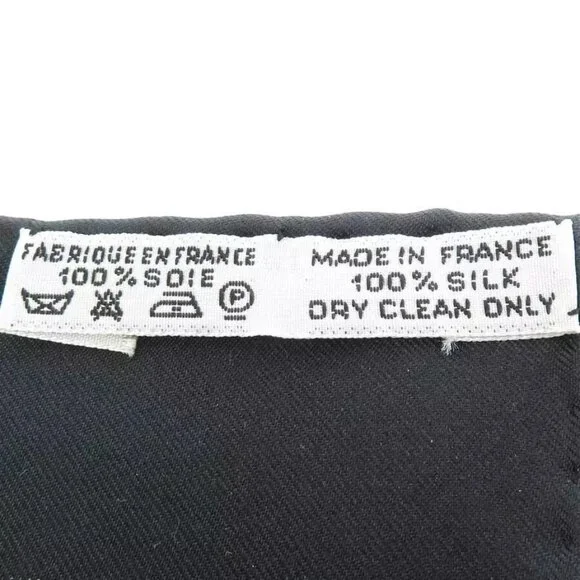 FABRIQUE EN FRANCE
100% SOIE
P
MADE IN FRANCE
100% SILK
DRY CLEAN ONLY